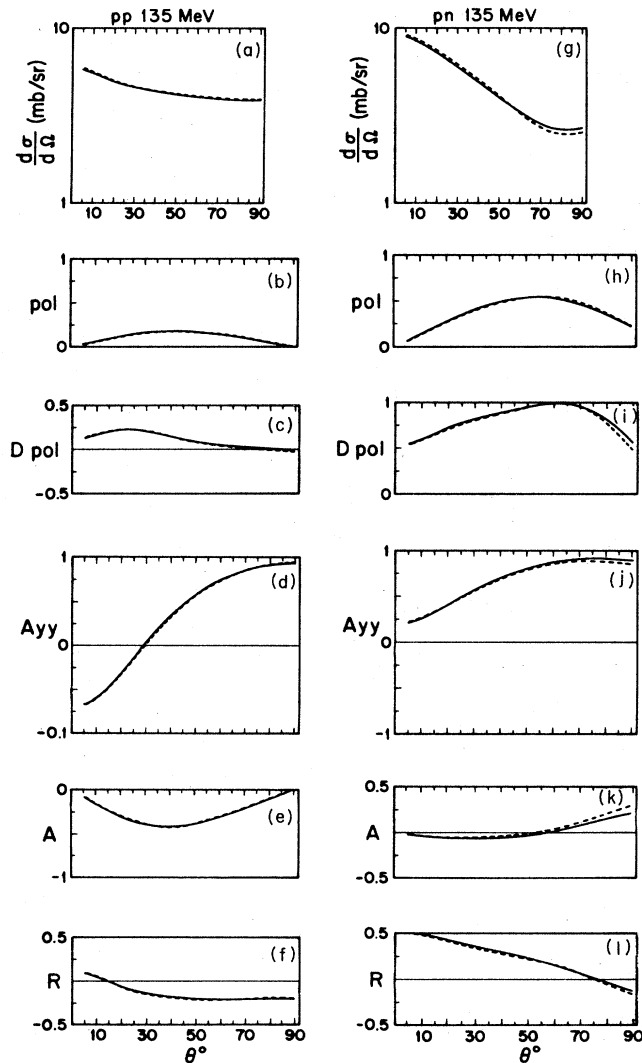 pp 135 MeV
10
(a)
dσ/dΩ (mb/sr)
1
10 30 50 70 90
1
(b)
pol
0
0.5
(c)
D pol
-0.5
1
(d)
Ayy
0
-0.1
0
(e)
A
-1
0.5
(f)
R
-0.5
10 30 50 70 90
θ°
pn 135 MeV
10
(g)
dσ/dΩ (mb/sr)
1
10 30 50 70 90
1
(h)
pol
0
1
(i)
D pol
0
1
(j)
Ayy
0
-1
0.5
(k)
A
-0.5
0.5
(l)
R
-0.5
10 30 50 70 90
θ°